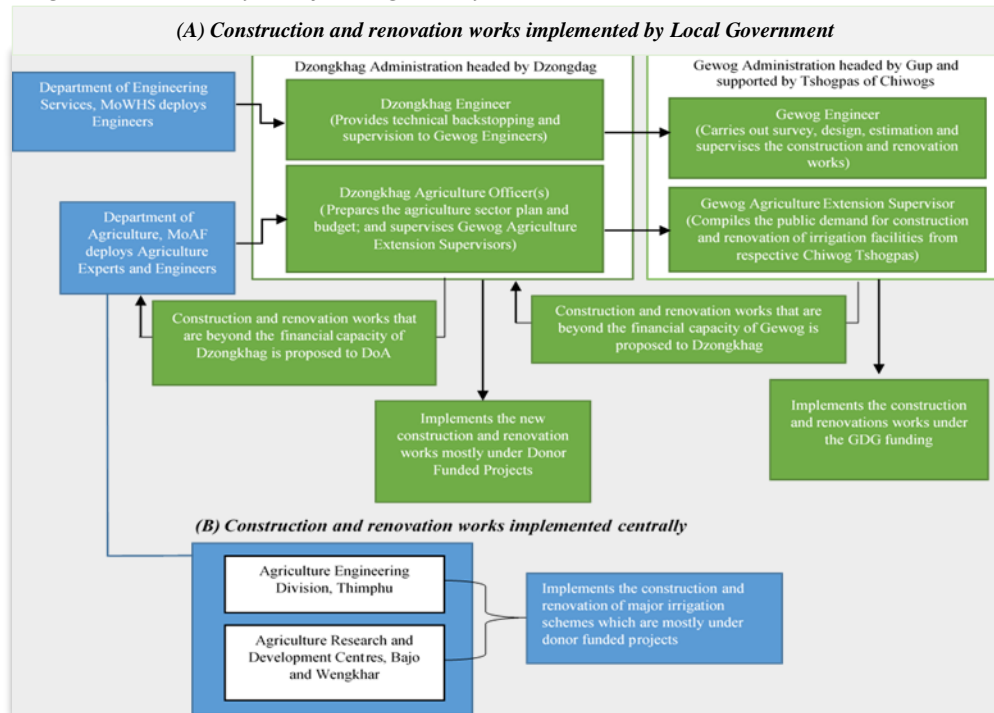 (A) Construction and renovation works implemented by Local Government
Dzongkhag Administration headed by Dzongdag
Gewog Administration headed by Gup and
supported by Tshogpas of Chiwogs
Department of Engineering
Services, MoWHS deploys
Engineers
Dzongkhag Engineer
(Provides technical backstopping and
supervision to Gewog Engineers)
Gewog Engineer
(Carries out survey, design, estimation and
supervises the construction and renovation
works)
Department of
Agriculture, MoAF
deploys Agriculture
Experts and Engineers
Dzongkhag Agriculture Officer(s)
(Prepares the agriculture sector plan and
budget; and supervises Gewog Agriculture
Extension Supervisors)
Gewog Agriculture Extension Supervisor
(Compiles the public demand for construction
and renovation of irrigation facilities from
respective Chiwog Tshogpas)
Construction and renovation works that
are beyond the financial capacity of
Dzongkhag is proposed to DoA
Construction and renovation works that are
beyond the financial capacity of Gewog is
proposed to Dzongkhag
Implements the new
construction and renovation
works mostly under Donor
Funded Projects
Implements the construction
and renovations works under
the GDG funding
(B) Construction and renovation works implemented centrally
Agriculture Engineering
Division, Thimphu
Agriculture Research and
Development Centres, Bajo
and Wengkhar
Implements the construction and
renovation of major irrigation
schemes which are mostly under
donor funded projects